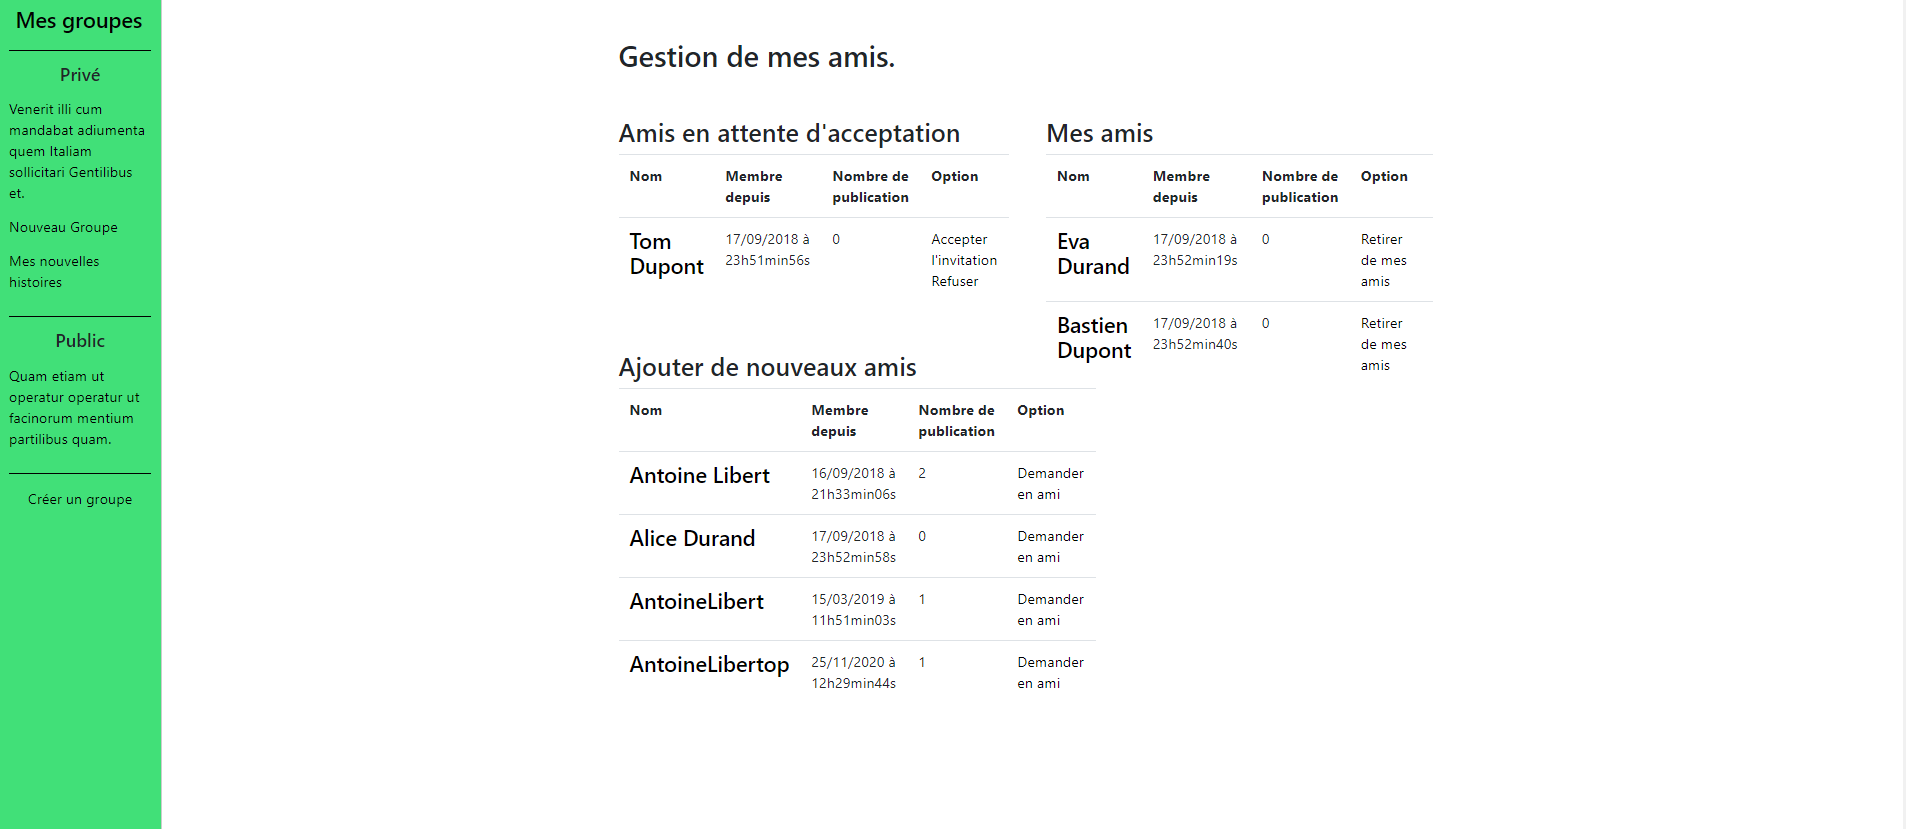 Mes groupes
Privé
Venerit illi cum
mandabat adiumenta
quem Italiam
sollicitari Gentilibus
et.
Nouveau Groupe
Mes nouvelles
histoires
Public
Quam etiam ut
operatur operatur ut
facinorum mentium
partilibus quam.
Créer un groupe
Gestion de mes amis.
Amis en attente d'acceptation
Nom Membre Nombre de Option
depuis publication
Tom 17/09/2018 à 0 Accepter
Dupont 23h51min56s l'invitation
Refuser
Mes amis
Nom Membre Nombre de Option
depuis publication
Eva 17/09/2018 à 0 Retirer
Durand 23h52min19s de mes
amis
Bastien 17/09/2018 à 0 Retirer
Dupont 23h52min40s de mes
amis
Ajouter de nouveaux amis
Nom Membre Nombre de Option
depuis publication
Antoine Libert 16/09/2018 à 2 Demander
21h33min06s en ami
Alice Durand 17/09/2018 à 0 Demander
23h52min58s en ami
AntoineLibert 15/03/2019 à 1 Demander
11h51min03s en ami
AntoineLibertop 25/11/2020 à 1 Demander
12h29min44s en ami